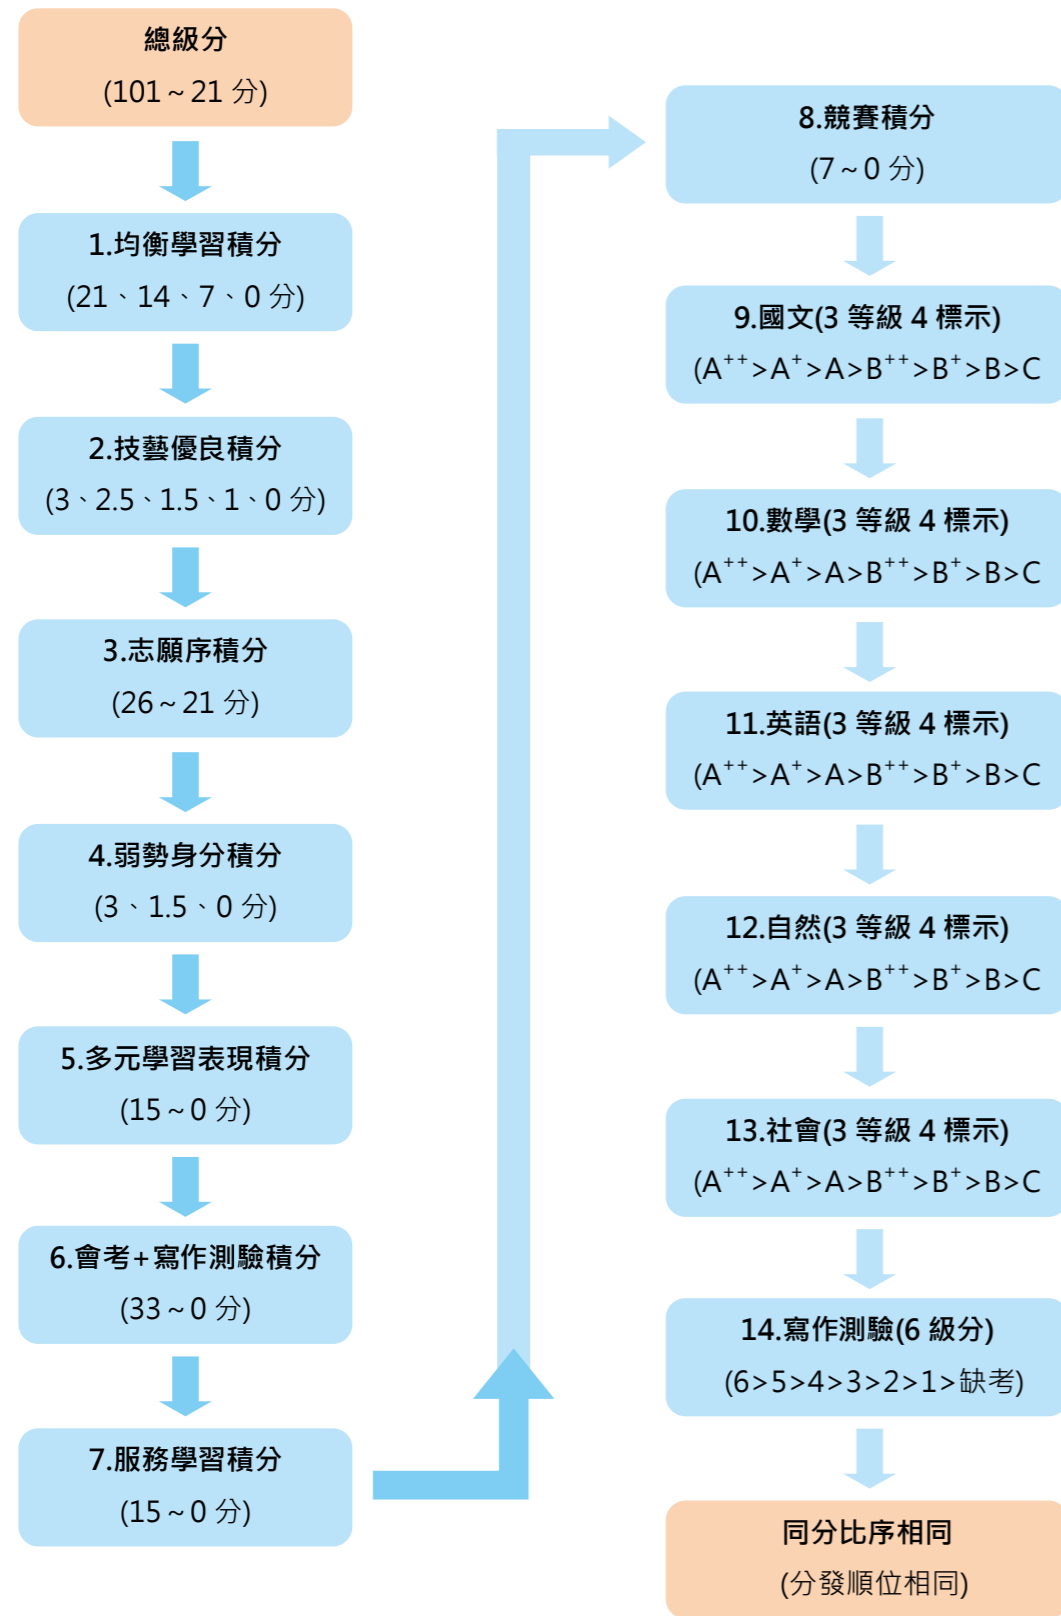 總級分
(101～21 分)
1.均衡學習積分
(21、14、7、0 分)
2.技藝優良積分
(3、2.5、1.5、1、0 分)
3.志願序積分
(26～21 分)
4.弱勢身分積分
(3、1.5、0 分)
5.多元學習表現積分
(15～0 分)
6.會考+寫作測驗積分
(33～0 分)
7.服務學習積分
(15～0 分)
8.競賽積分
(7～0 分)
9.國文(3 等級 4 標示)
(A⁺⁺>A⁺>A>B⁺⁺>B⁺>B>C
10.數學(3 等級 4 標示)
(A⁺⁺>A⁺>A>B⁺⁺>B⁺>B>C
11.英語(3 等級 4 標示)
(A⁺⁺>A⁺>A>B⁺⁺>B⁺>B>C
12.自然(3 等級 4 標示)
(A⁺⁺>A⁺>A>B⁺⁺>B⁺>B>C
13.社會(3 等級 4 標示)
(A⁺⁺>A⁺>A>B⁺⁺>B⁺>B>C
14.寫作測驗(6 級分)
(6>5>4>3>2>1>缺考)
同分比序相同
(分發順位相同)